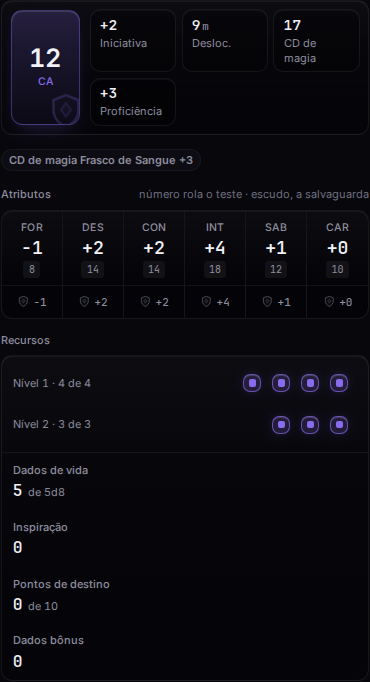 12
CA
+2
Iniciativa
9 m
Desloc.
17
CD de
magia
+3
Proficiência
CD de magia Frasco de Sangue +3
Atributos
número rola o teste · escudo, a salvaguarda
FOR DES CON INT SAB CAR
-1 +2 +2 +4 +1 +0
8 14 14 18 12 10
-1 +2 +2 +4 +1 +0
Recursos
Nível 1 · 4 de 4
Nível 2 · 3 de 3
Dados de vida
5 de 5d8
Inspiração
0
Pontos de destino
0 de 10
Dados bônus
0